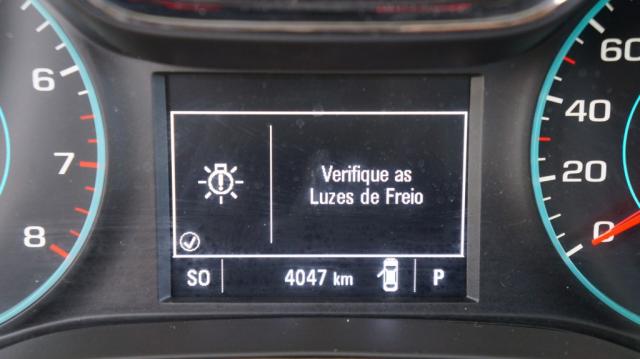 6
7
8
Verifique as
Luzes de Freio
SO 4047 km P
60
40
20
0